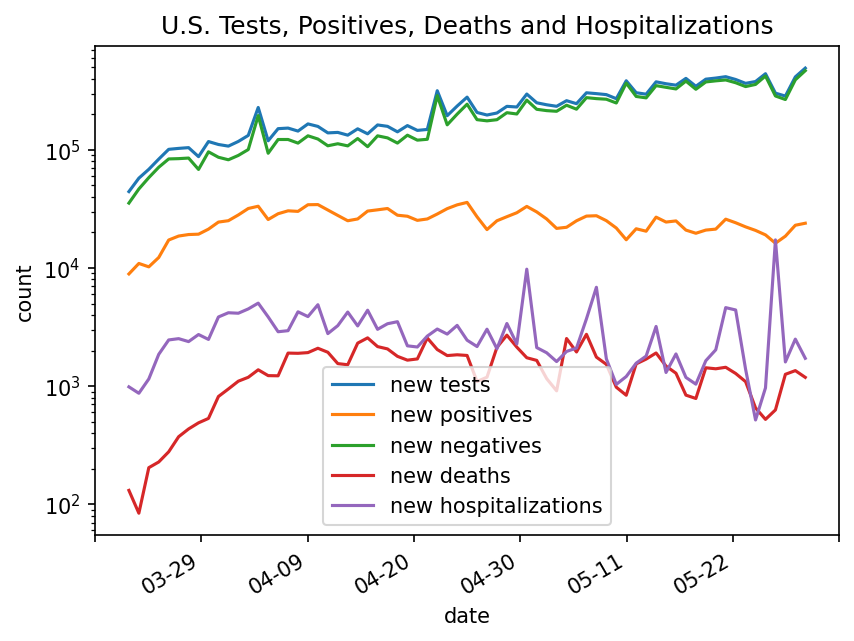 U.S. Tests, Positives, Deaths and Hospitalizations
count
10^5
10^4
10^3
10^2
new tests
new positives
new negatives
new deaths
new hospitalizations
03-29 04-09 04-20 04-30 05-11 05-22
date